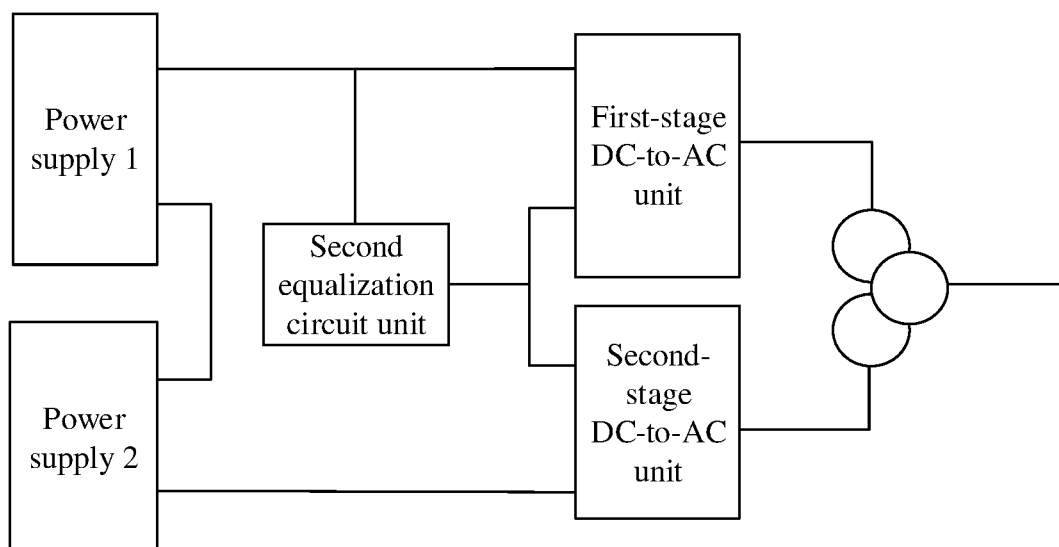 Power
supply 1
Second
equalization
circuit unit
First-stage
DC-to-AC
unit
Power
supply 2
Second-
stage
DC-to-AC
unit